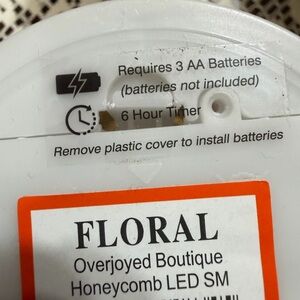 Requires 3 AA Batteries
(batteries not included)
6 Hour Timer
Remove plastic cover to install batteries
FLORAL
Overjoyed Boutique
Honeycomb LED SM